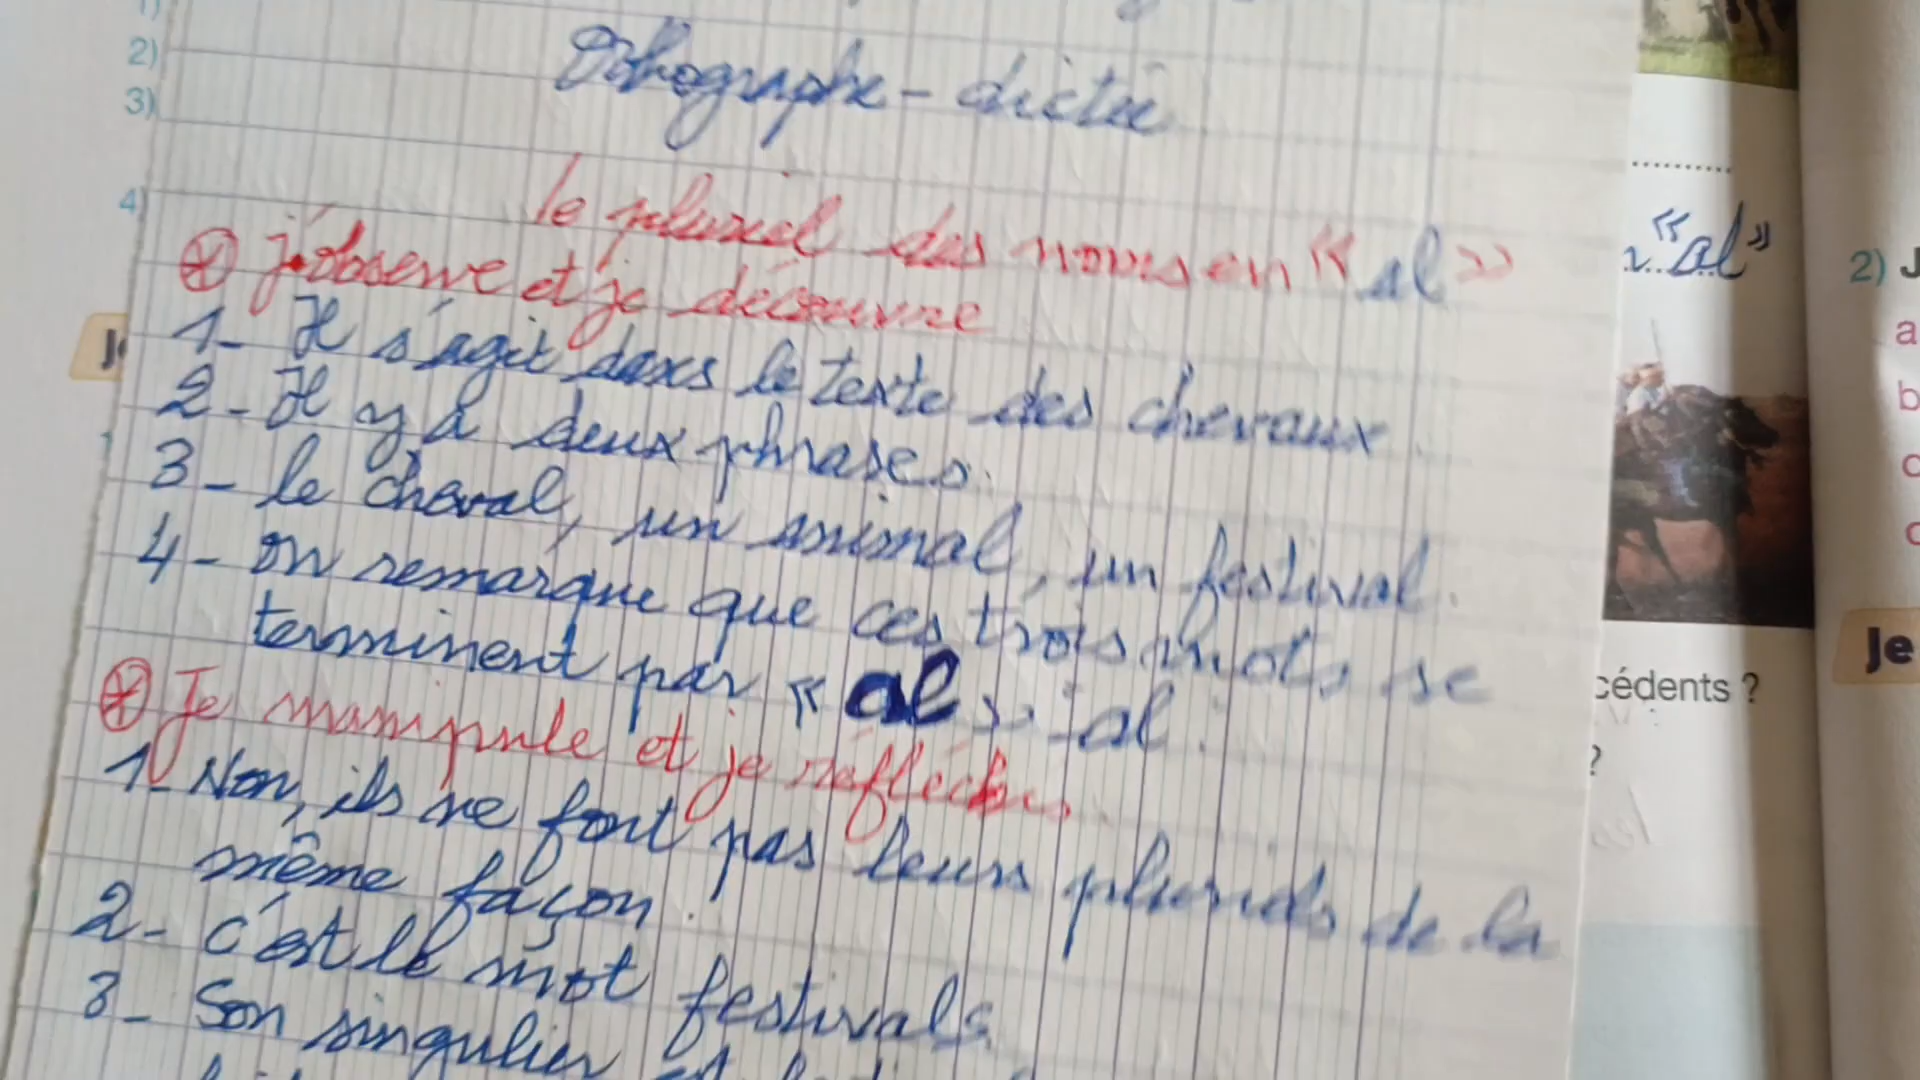 1)
2)
3)
4)
Orthographe - dictée
le pluriel des noms en « al »
j'observe et je découvre
1- Il s'agit dans le texte des chevaux.
2- Il y a deux phrases.
3- le cheval, un animal, un festival.
4- on remarque que ces trois mots se
terminent par « al » : al.
Je manipule et je réfléchis
1- Non, ils ne font pas leurs pluriels de la
même façon.
2- c'est le mot festivals.
3- Son singulier est
« al »
cédents ?
?
2) J
a
b
c
Je